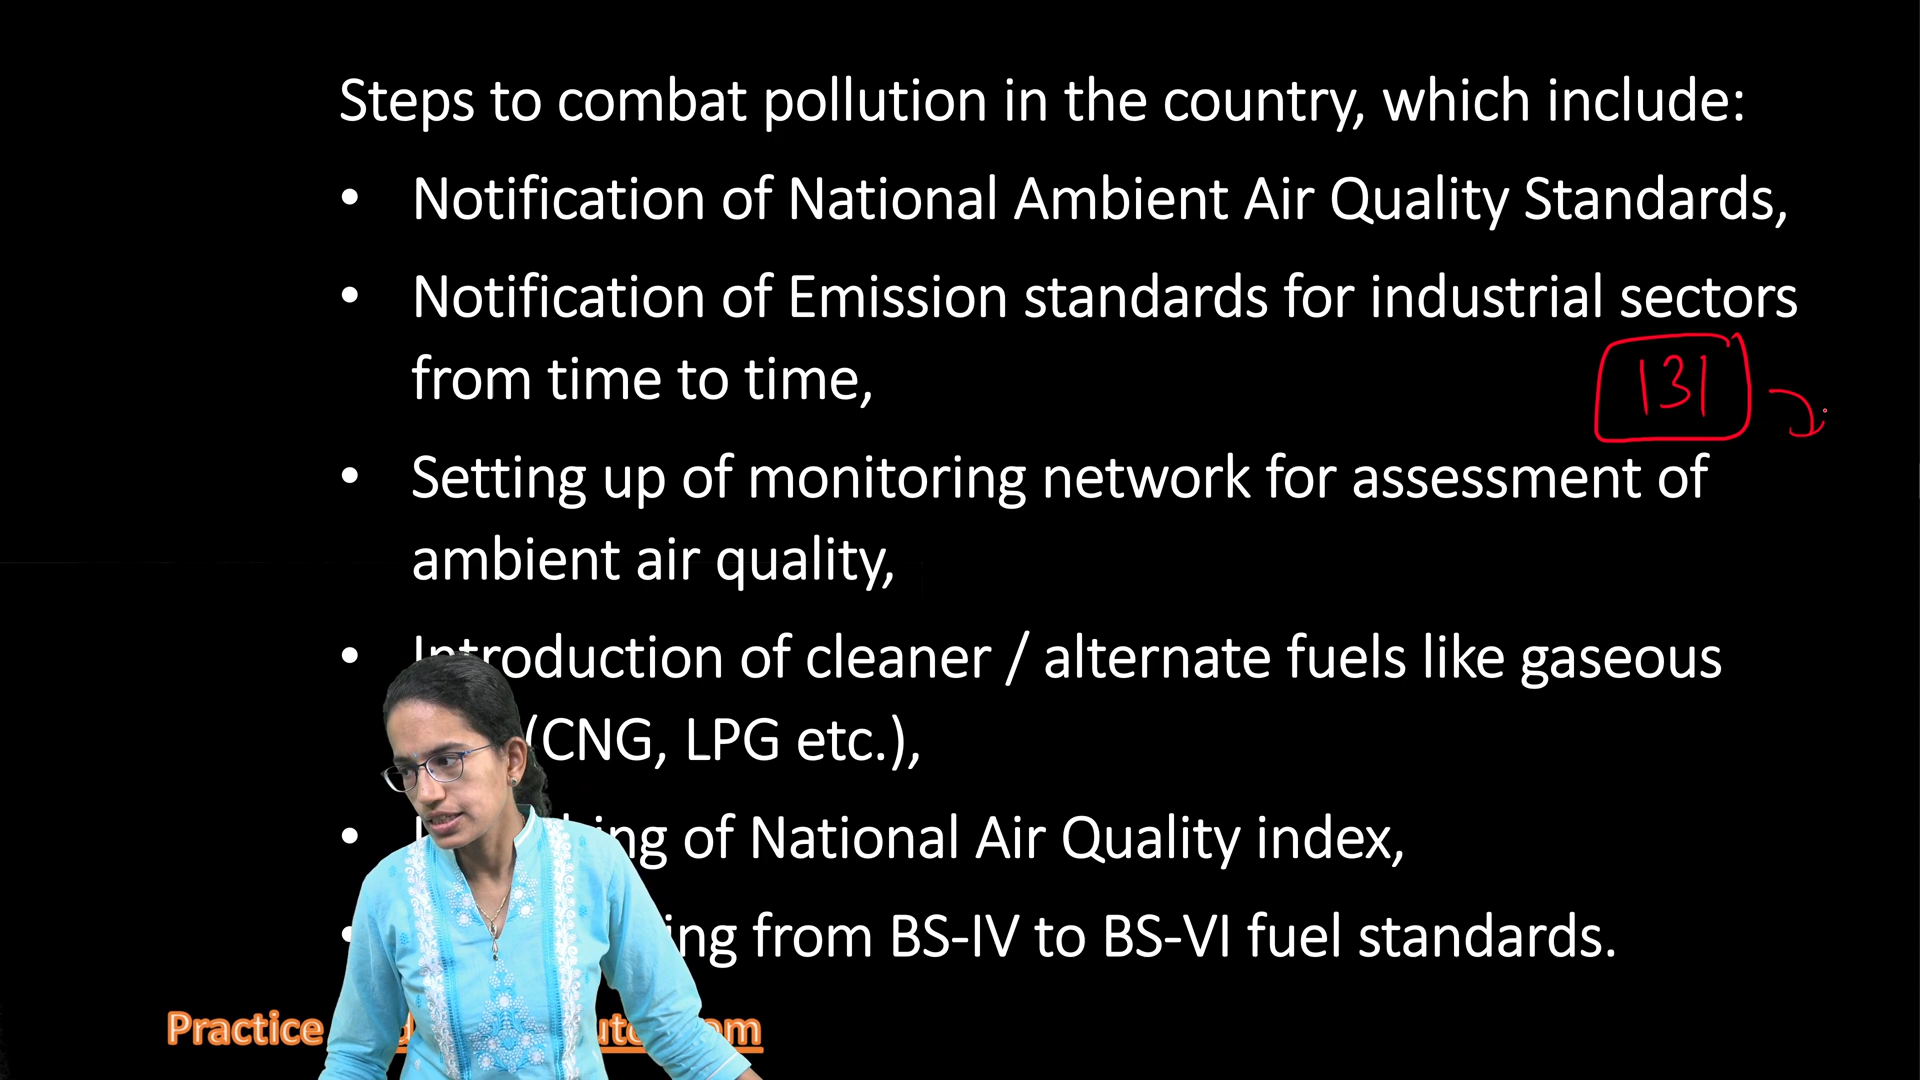 Steps to combat pollution in the country, which include:
• Notification of National Ambient Air Quality Standards,
• Notification of Emission standards for industrial sectors
from time to time,
131
• Setting up of monitoring network for assessment of
ambient air quality,
• Introduction of cleaner / alternate fuels like gaseous
(CNG, LPG etc.),
• of National Air Quality index,
• from BS-IV to BS-VI fuel standards.
Practice